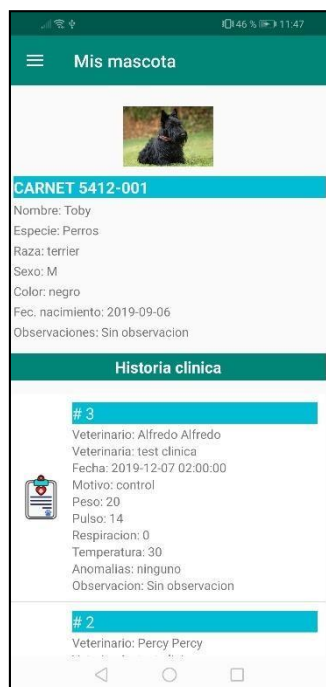 46 % 11:47
Mis mascota
CARNET 5412-001
Nombre: Toby
Especie: Perros
Raza: terrier
Sexo: M
Color: negro
Fec. nacimiento: 2019-09-06
Observaciones: Sin observacion
Historia clinica
# 3
Veterinario: Alfredo Alfredo
Veterinaria: test clinica
Fecha: 2019-12-07 02:00:00
Motivo: control
Peso: 20
Pulso: 14
Respiracion: 0
Temperatura: 30
Anomalias: ninguno
Observacion: Sin observacion
# 2
Veterinario: Percy Percy